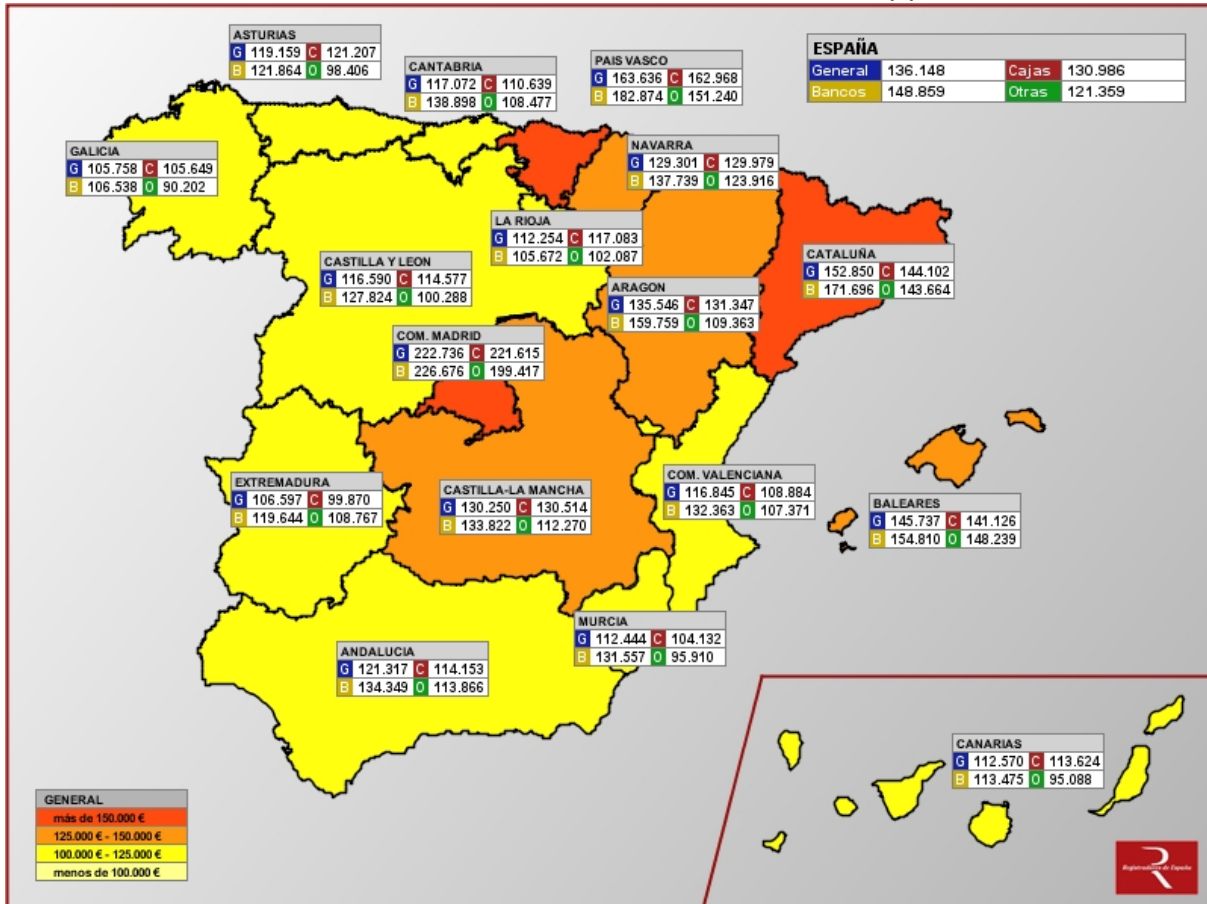 ASTURIAS
G 119.159 C 121.207
B 121.864 O 98.406
CANTABRIA
G 117.072 C 110.639
B 138.898 O 108.477
PAIS VASCO
G 163.636 C 162.968
B 182.874 O 151.240
ESPAÑA
General 136.148 Cajas 130.986
Bancos 148.859 Otras 121.359
GALICIA
G 105.758 C 105.649
B 106.538 O 90.202
NAVARRA
G 129.301 C 129.979
B 137.739 O 123.916
LA RIOJA
G 112.254 C 117.083
B 105.672 O 102.087
CASTILLA Y LEON
G 116.590 C 114.577
B 127.824 O 100.288
CATALUÑA
G 152.850 C 144.102
B 171.696 O 143.664
ARAGON
G 135.546 C 131.347
B 159.759 O 109.363
COM. MADRID
G 222.736 C 221.615
B 226.676 O 199.417
EXTREMADURA
G 106.597 C 99.870
B 119.644 O 108.767
CASTILLA-LA MANCHA
G 130.250 C 130.514
B 133.822 O 112.270
COM. VALENCIANA
G 116.845 C 108.884
B 132.363 O 107.371
BALEARES
G 145.737 C 141.126
B 154.810 O 148.239
MURCIA
G 112.444 C 104.132
B 131.557 O 95.910
ANDALUCIA
G 121.317 C 114.153
B 134.349 O 113.866
CANARIAS
G 112.570 C 113.624
B 113.475 O 95.088
GENERAL
más de 150.000 €
125.000 € - 150.000 €
100.000 € - 125.000 €
menos de 100.000 €
R
Registradores de España